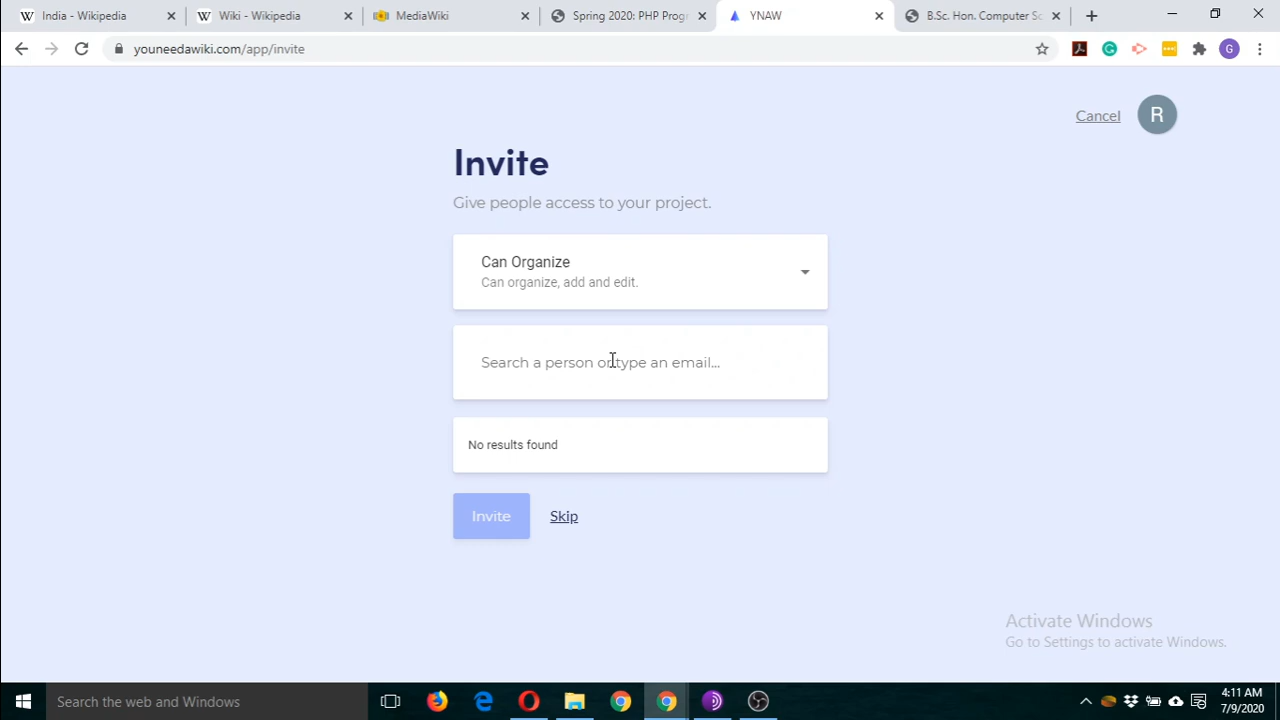 India - Wikipedia
Wiki - Wikipedia
MediaWiki
Spring 2020: PHP Prog
YNAW
B.Sc. Hon. Computer Sc
youneedawiki.com/app/invite
G
Cancel
R
Invite
Give people access to your project.
Can Organize
Can organize, add and edit.
Search a person or type an email...
No results found
Invite
Skip
Activate Windows
Go to Settings to activate Windows.
Search the web and Windows
4:11 AM
7/9/2020